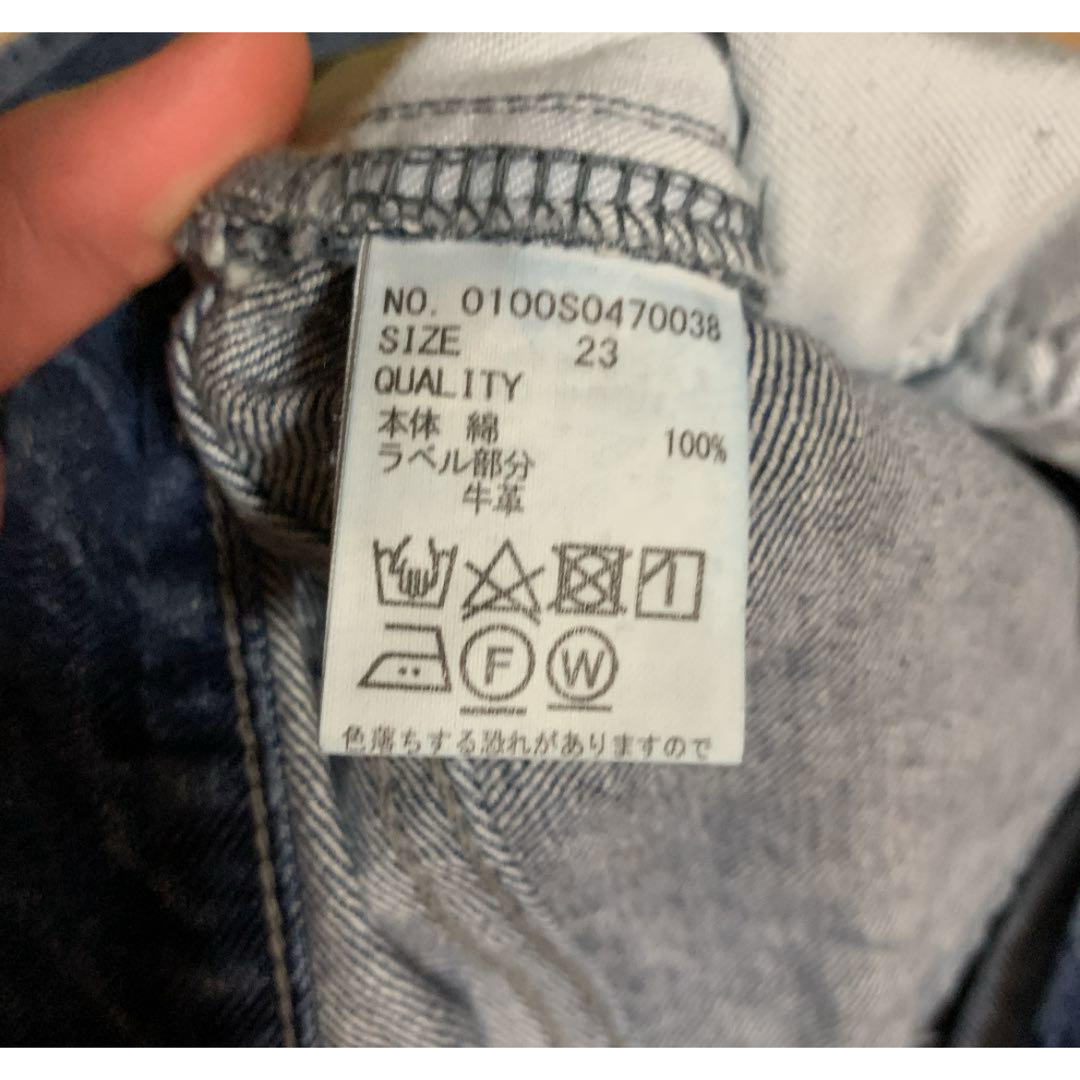 NO. 0100S0470038
SIZE 23
QUALITY
本体 綿 100%
ラベル部分
牛革
F W
色落ちする恐れがありますので